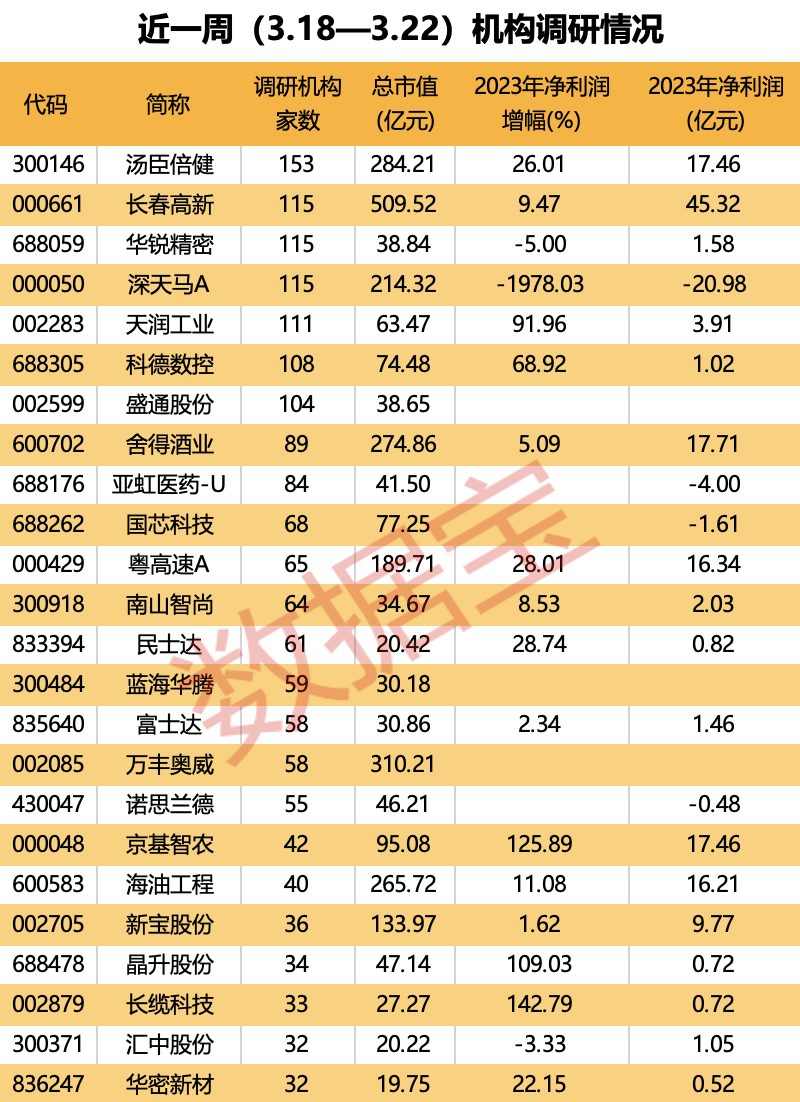 近一周（3.18—3.22）机构调研情况
代码 简称 调研机构家数 总市值(亿元) 2023年净利润增幅(%) 2023年净利润(亿元)
300146 汤臣倍健 153 284.21 26.01 17.46
000661 长春高新 115 509.52 9.47 45.32
688059 华锐精密 115 38.84 -5.00 1.58
000050 深天马A 115 214.32 -1978.03 -20.98
002283 天润工业 111 63.47 91.96 3.91
688305 科德数控 108 74.48 68.92 1.02
002599 盛通股份 104 38.65
600702 舍得酒业 89 274.86 5.09 17.71
688176 亚虹医药-U 84 41.50 -4.00
688262 国芯科技 68 77.25 -1.61
000429 粤高速A 65 189.71 28.01 16.34
300918 南山智尚 64 34.67 8.53 2.03
833394 民士达 61 20.42 28.74 0.82
300484 蓝海华腾 59 30.18
835640 富士达 58 30.86 2.34 1.46
002085 万丰奥威 58 310.21
430047 诺思兰德 55 46.21 -0.48
000048 京基智农 42 95.08 125.89 17.46
600583 海油工程 40 265.72 11.08 16.21
002705 新宝股份 36 133.97 1.62 9.77
688478 晶升股份 34 47.14 109.03 0.72
002879 长缆科技 33 27.27 142.79 0.72
300371 汇中股份 32 20.22 -3.33 1.05
836247 华密新材 32 19.75 22.15 0.52
数据宝